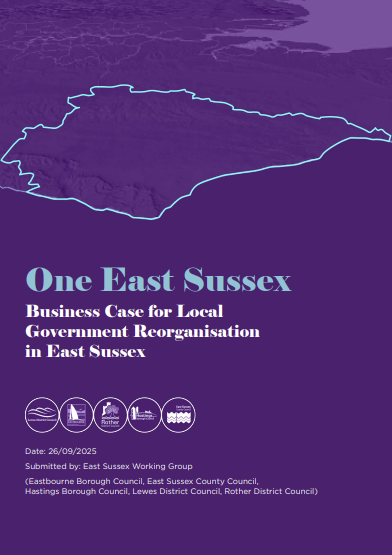 One East Sussex
Business Case for Local
Government Reorganisation
in East Sussex
Rother
Hastings
Date: 26/09/2025
Submitted by: East Sussex Working Group
(Eastbourne Borough Council, East Sussex County Council,
Hastings Borough Council, Lewes District Council, Rother District Council)